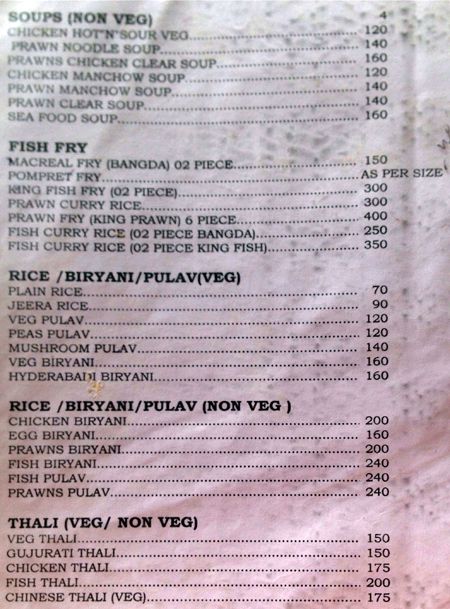 SOUPS (NON VEG) 4
CHICKEN HOT"N"SOUR VEG.......................................120
PRAWN NOODLE SOUP............................................140
PRAWNS CHICKEN CLEAR SOUP................................160
CHICKEN MANCHOW SOUP......................................120
PRAWN MANCHOW SOUP.........................................140
PRAWN CLEAR SOUP..............................................140
SEA FOOD SOUP....................................................160
FISH FRY
MACREAL FRY (BANGDA) 02 PIECE............................150
POMPRET FRY......................................................AS PER SIZE
KING FISH FRY (02 PIECE)......................................300
PRAWN CURRY RICE..............................................300
PRAWN FRY (KING PRAWN) 6 PIECE...........................400
FISH CURRY RICE (02 PIECE BANGDA)........................250
FISH CURRY RICE (02 PIECE KING FISH).....................350
RICE /BIRYANI/PULAV(VEG)
PLAIN RICE.........................................................70
JEERA RICE.........................................................90
VEG PULAV.........................................................120
PEAS PULAV........................................................120
MUSHROOM PULAV................................................140
VEG BIRYANI.......................................................160
HYDERABADI BIRYANI............................................160
RICE /BIRYANI/PULAV (NON VEG )
CHICKEN BIRYANI.................................................200
EGG BIRYANI.......................................................160
PRAWNS BIRYANI..................................................200
FISH BIRYANI......................................................240
FISH PULAV........................................................240
PRAWNS PULAV....................................................240
THALI (VEG/ NON VEG)
VEG THALI.........................................................150
GUJURATI THALI..................................................150
CHICKEN THALI...................................................175
FISH THALI........................................................200
CHINESE THALI (VEG)............................................175